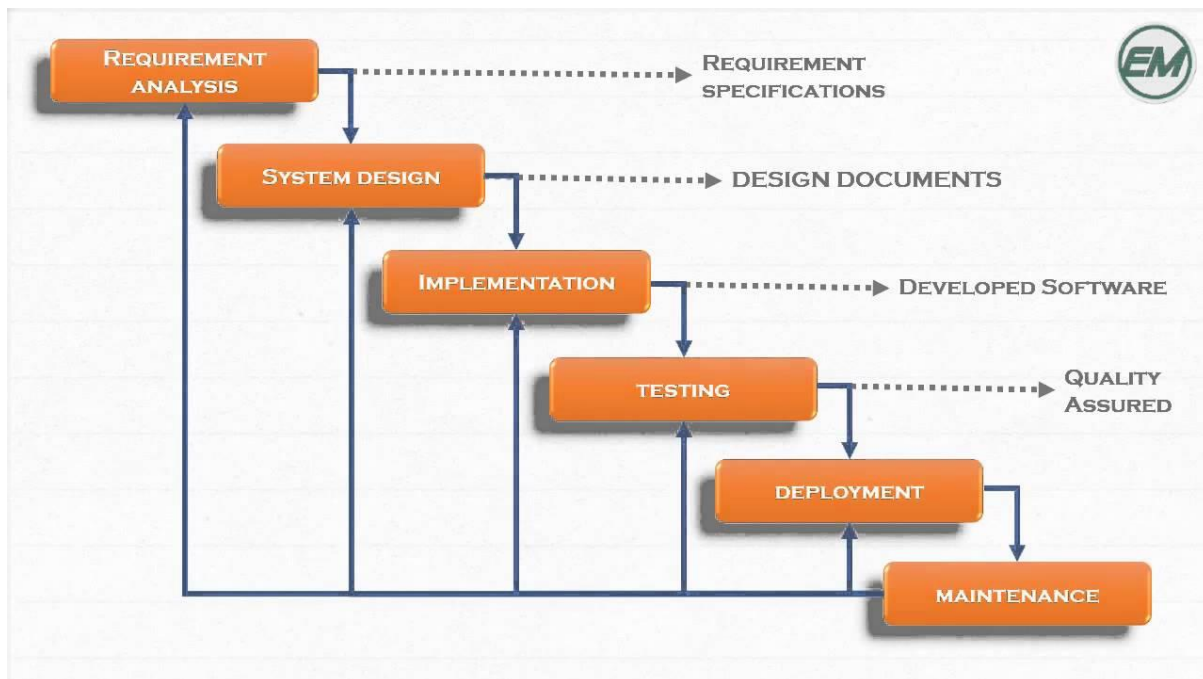 REQUIREMENT
ANALYSIS
REQUIREMENT
SPECIFICATIONS
EM
SYSTEM DESIGN
DESIGN DOCUMENTS
IMPLEMENTATION
DEVELOPED SOFTWARE
TESTING
QUALITY
ASSURED
DEPLOYMENT
MAINTENANCE